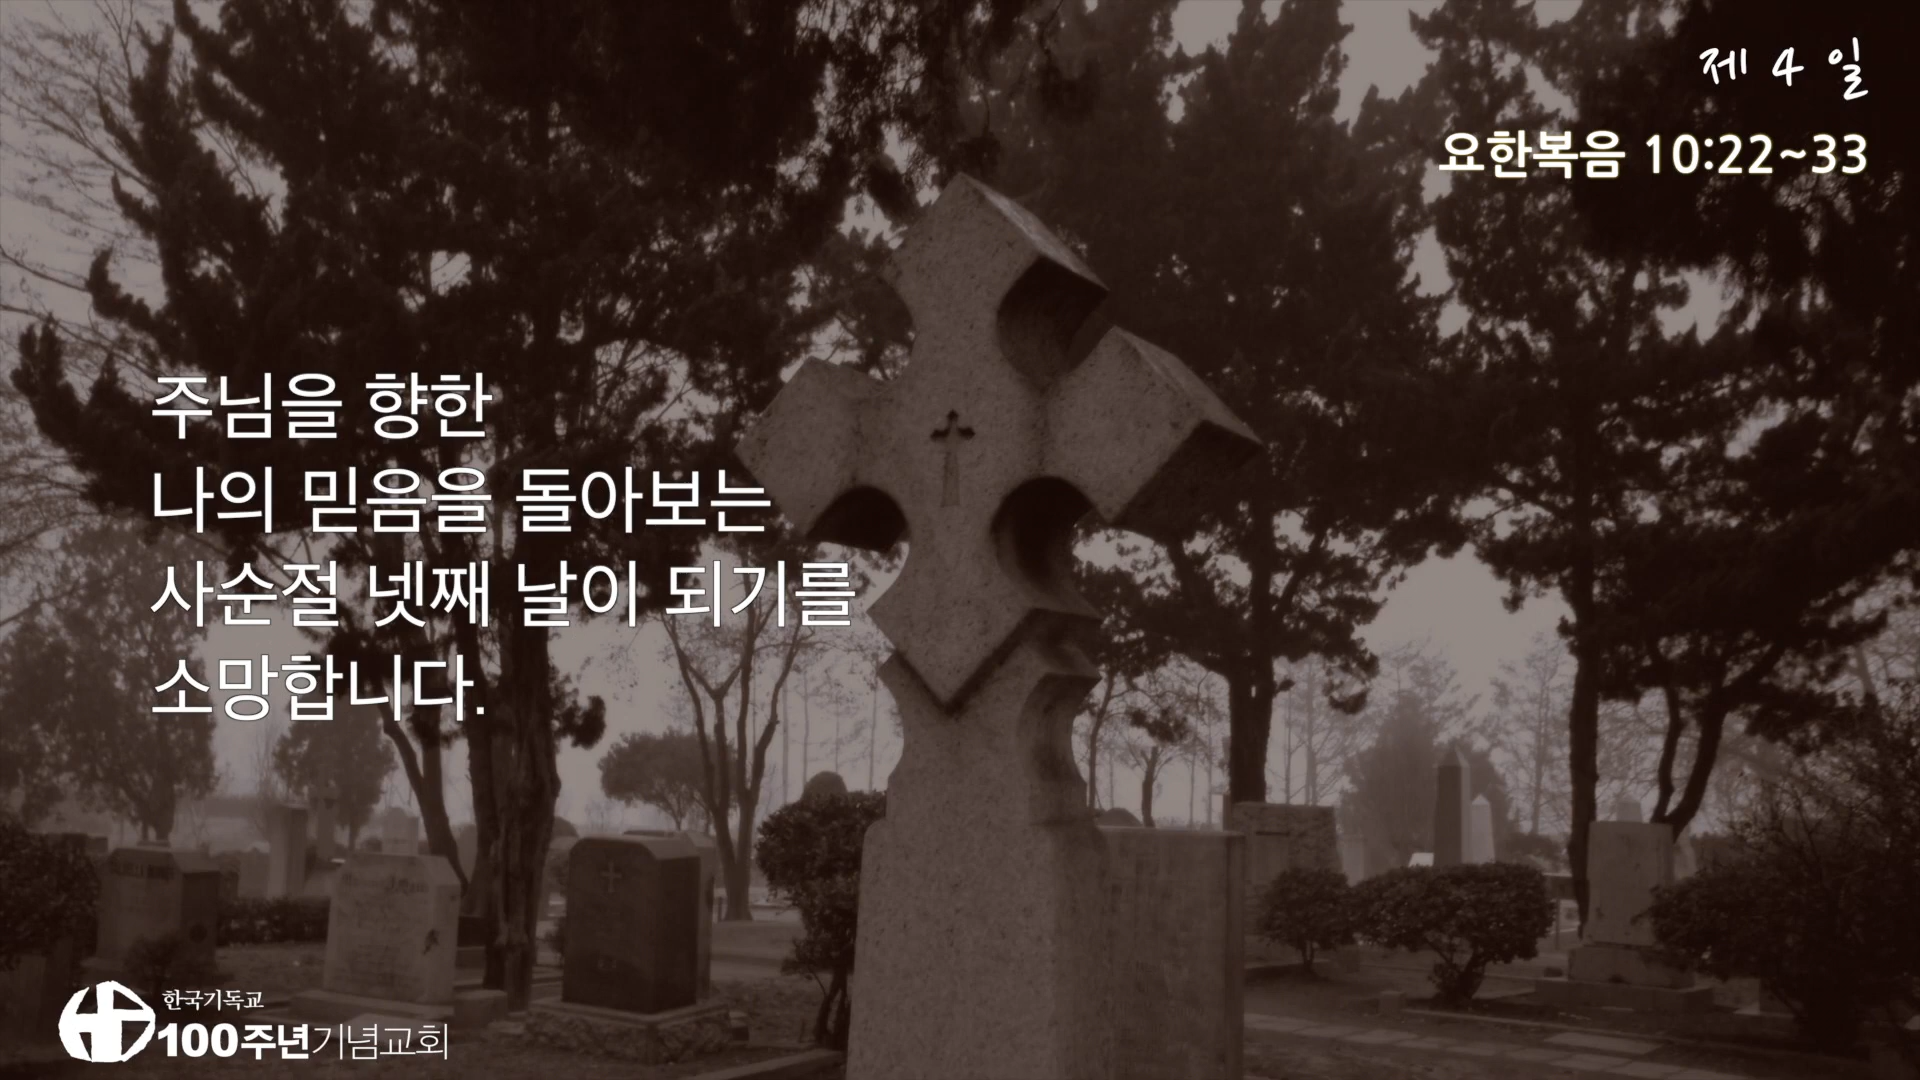 제 4 일
요한복음 10:22~33
주님을 향한
나의 믿음을 돌아보는
사순절 넷째 날이 되기를
소망합니다.
한국기독교
100주년기념교회